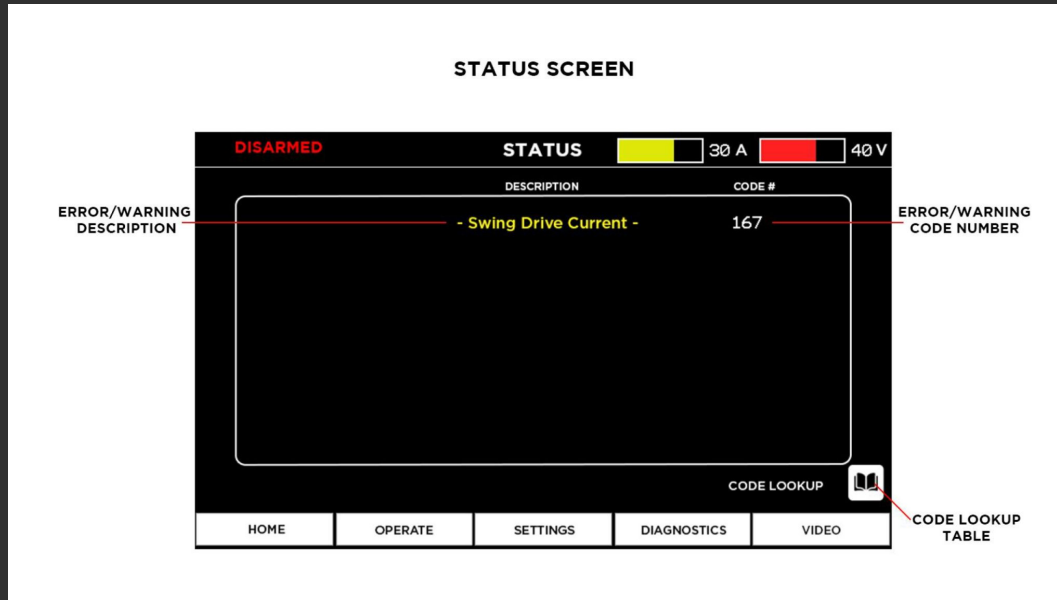 STATUS SCREEN
DISARMED STATUS 30 A 40 V
DESCRIPTION CODE #
ERROR/WARNING
DESCRIPTION
- Swing Drive Current - 167
ERROR/WARNING
CODE NUMBER
CODE LOOKUP
CODE LOOKUP
TABLE
HOME OPERATE SETTINGS DIAGNOSTICS VIDEO